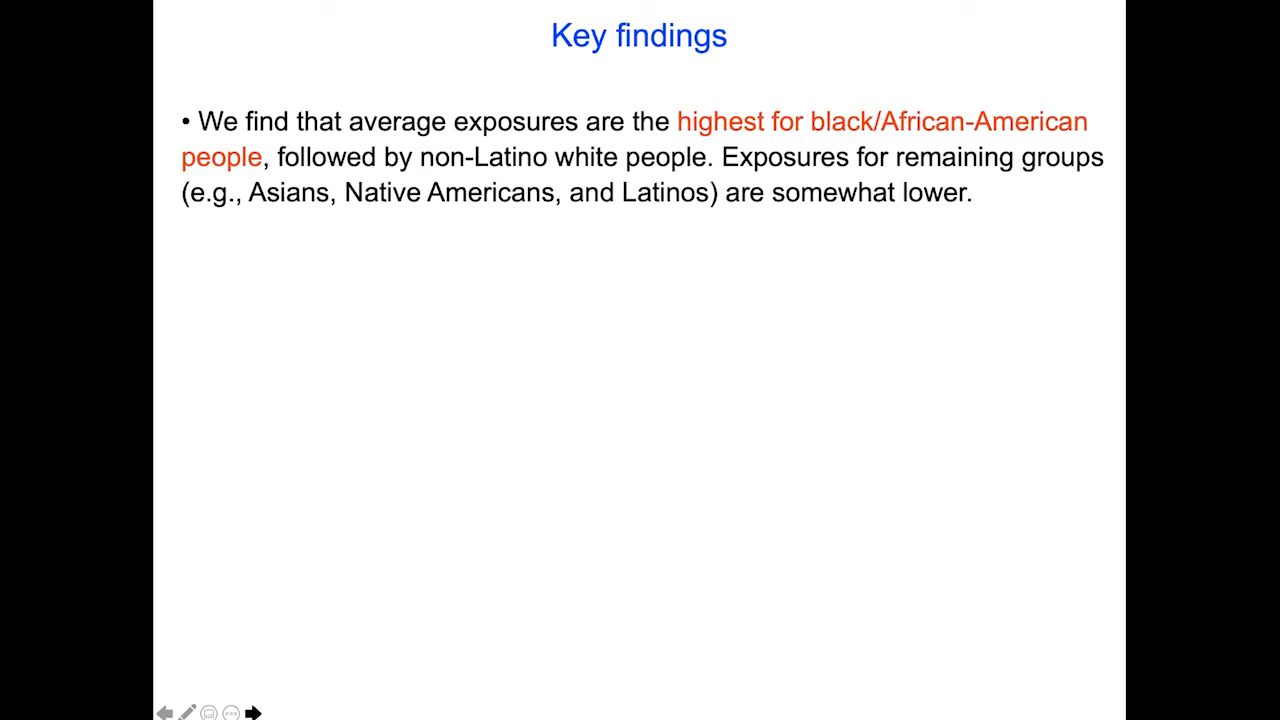 Key findings
• We find that average exposures are the highest for black/African-American
people, followed by non-Latino white people. Exposures for remaining groups
(e.g., Asians, Native Americans, and Latinos) are somewhat lower.